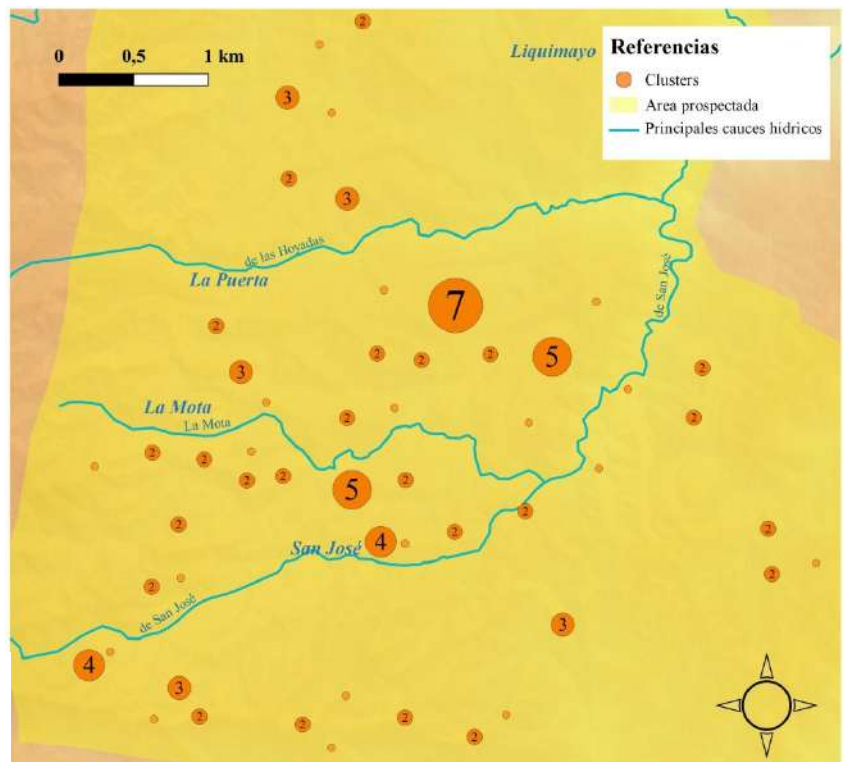 2
Liquimayo
Referencias
0 0,5 1 km
Clusters
3
Area prospectada
Principales cauces hídricos
2
3
de las Hoyadas
La Puerta
de San José
7
2
2
2
2
5
3
2
La Mota
La Mota
2
2
2
2
2
2
5
2
2
2
2
2
4
San José
2
2
de San José
3
4
3
2
2
2
2